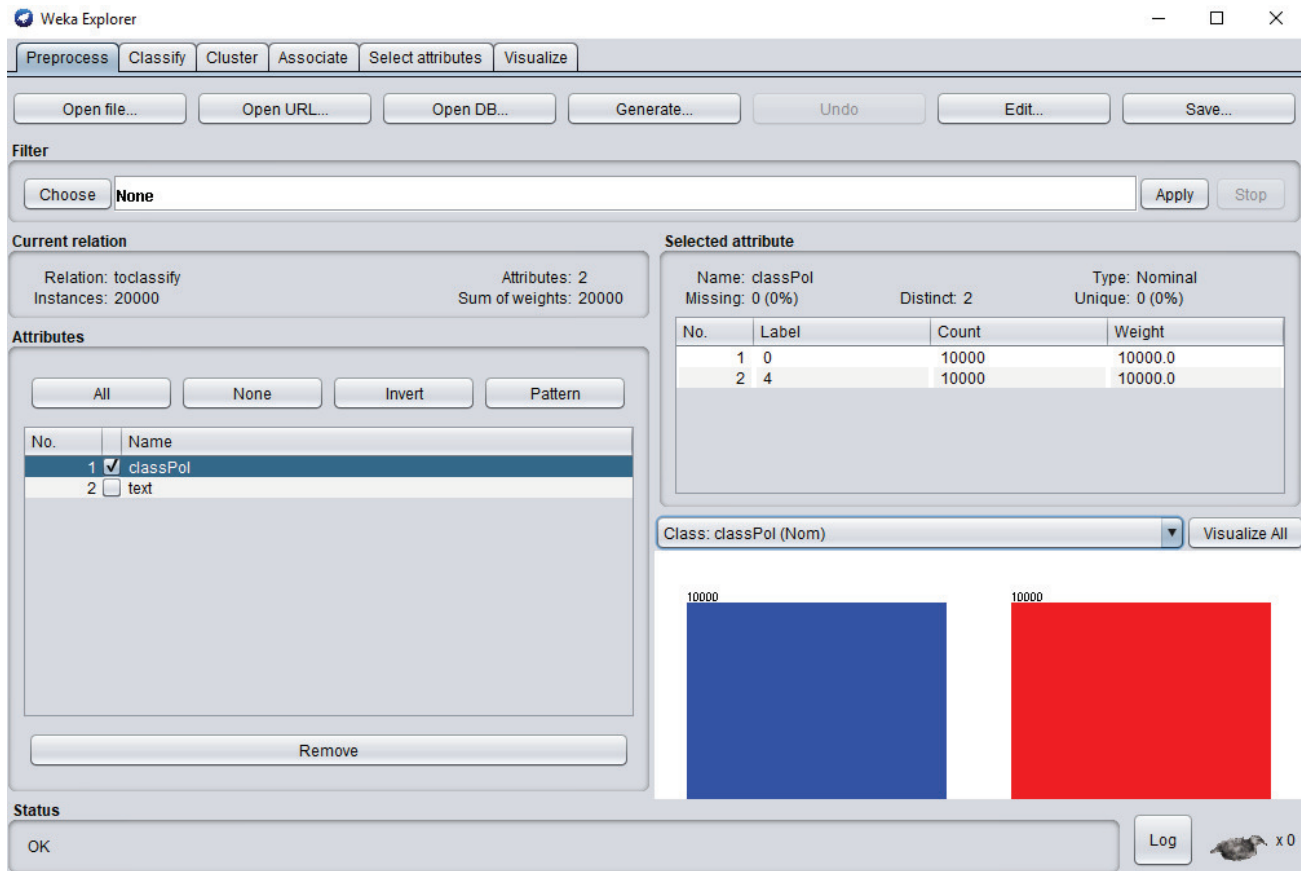 Weka Explorer
Preprocess Classify Cluster Associate Select attributes Visualize
Open file... Open URL... Open DB... Generate... Undo Edit... Save...
Filter
Choose None Apply Stop
Current relation
Relation: toclassify Attributes: 2
Instances: 20000 Sum of weights: 20000
Attributes
All None Invert Pattern
No. Name
1 classPol
2 text
Remove
Selected attribute
Name: classPol Type: Nominal
Missing: 0 (0%) Distinct: 2 Unique: 0 (0%)
No. Label Count Weight
1 0 10000 10000.0
2 4 10000 10000.0
Class: classPol (Nom) Visualize All
10000 10000
Status
OK Log x 0